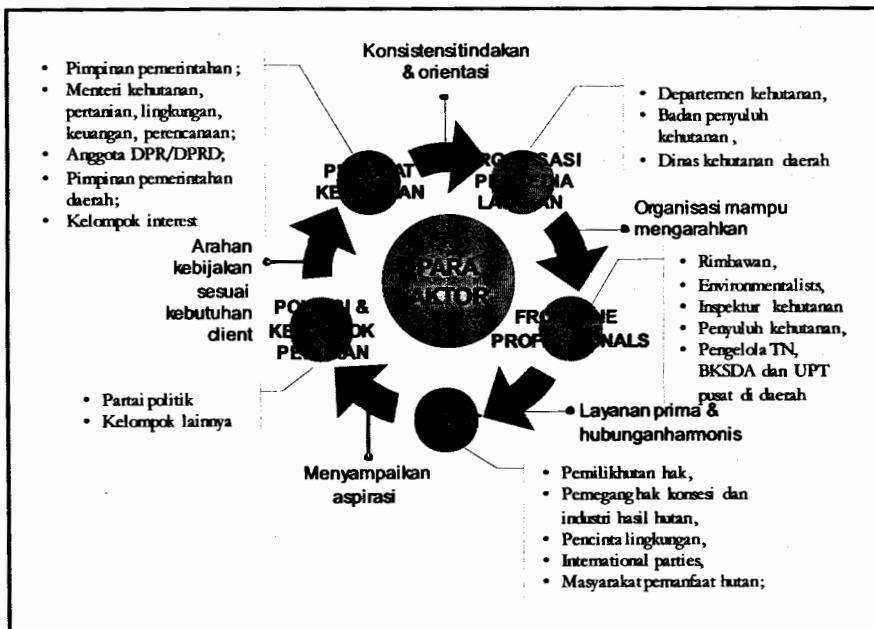 Konsistensitindakan
& orientasi
• Pimpinan pemerintahan ;
• Menteri kehutanan,
pertanian, lingkungan,
keuangan, perencanaan;
• Anggota DPR/DPRD;
• Pimpinan pemerintahan
daerah;
• Kelompok interest
• Departemen kehutanan,
• Badan penyuluh
kehutanan ,
• Dinas kehutanan daerah
Organisasi mampu
mengarahkan
• Rimbawan,
• Environmentalists,
• Inspektur kehutanan
• Penyuluh kehutanan,
• Pengelola TN,
BKSDA dan UPT
pusat di daerah
PARA
AKTOR
PROFESSIONALS
Arahan
kebijakan
sesuai
kebutuhan
client
• Partai politik
• Kelompok lainnya
Menyampaikan
aspirasi
Layanan prima &
hubunganharmonis
• Pemilikhutan hak,
• Pemeganghak konsesi dan
industri hasil hutan,
• Pencinta lingkungan,
• International parties,
• Masyarakat pemanfaat hutan;